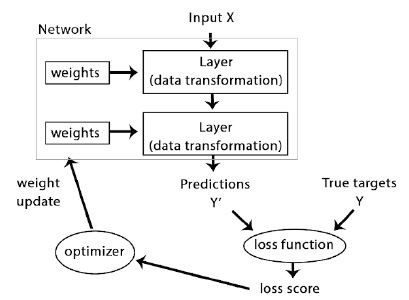 Input X
Network
Layer
(data transformation)
weights
Layer
(data transformation)
weights
weight
update
Predictions
Y'
True targets
Y
optimizer
loss function
loss score